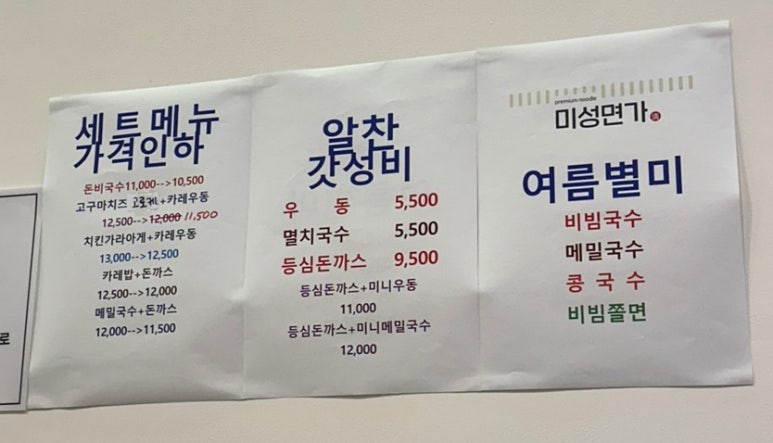 세트메뉴
가격인하
돈비국수11,000-->10,500
고구마치즈 고로케+카레우동
12,500-->12,000 11,500
치킨가라아게+카레우동
13,000-->12,500
카레밥+돈까스
12,500-->12,000
메밀국수+돈까스
12,000-->11,500
알찬
갓성비
우 동 5,500
멸치국수 5,500
등심돈까스 9,500
등심돈까스+미니우동
11,000
등심돈까스+미니메밀국수
12,000
premium noodle
미성면가
여름별미
비빔국수
메밀국수
콩국수
비빔쫄면
로